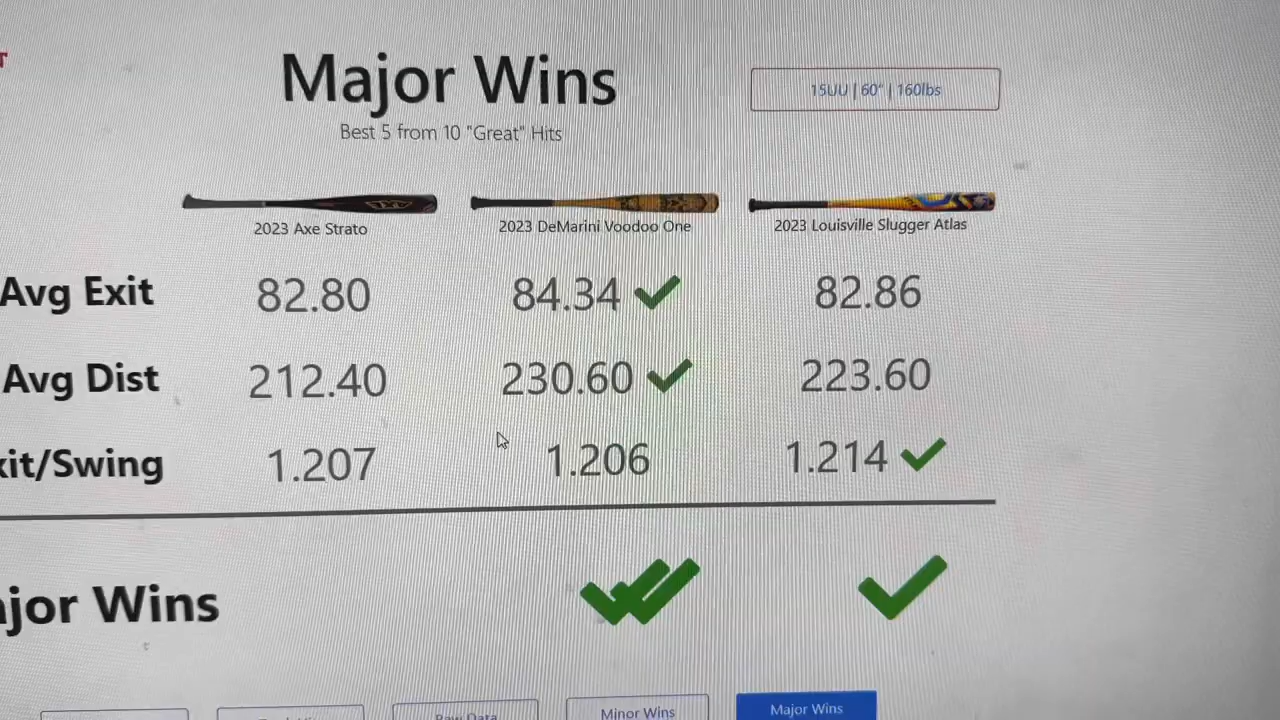 Major Wins
15UU | 60" | 160lbs
Best 5 from 10 "Great" Hits
AXE
2023 Axe Strato
2023 DeMarini Voodoo One
2023 Louisville Slugger Atlas
Avg Exit 82.80 84.34 82.86
Avg Dist 212.40 230.60 223.60
xit/Swing 1.207 1.206 1.214
ajor Wins
Raw Data
Minor Wins
Major Wins